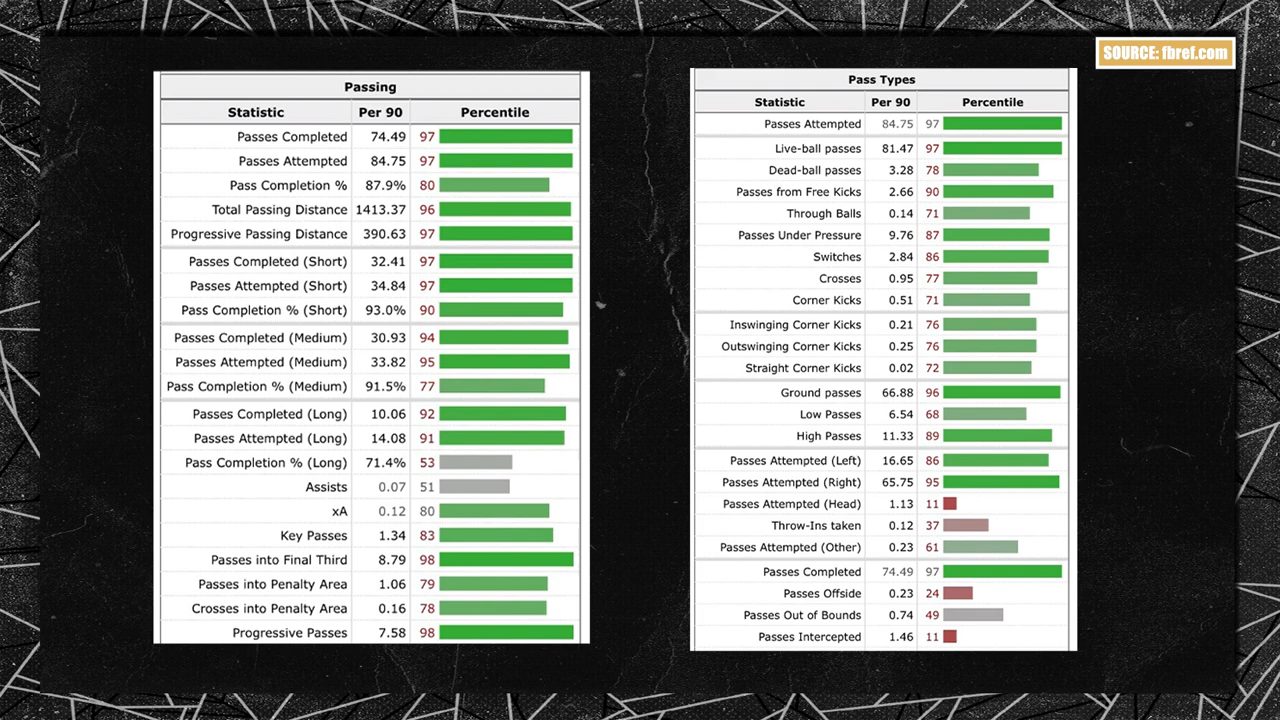 SOURCE: fbref.com
Passing
Statistic Per 90 Percentile
Passes Completed 74.49 97
Passes Attempted 84.75 97
Pass Completion % 87.9% 80
Total Passing Distance 1413.37 96
Progressive Passing Distance 390.63 97
Passes Completed (Short) 32.41 97
Passes Attempted (Short) 34.84 97
Pass Completion % (Short) 93.0% 90
Passes Completed (Medium) 30.93 94
Passes Attempted (Medium) 33.82 95
Pass Completion % (Medium) 91.5% 77
Passes Completed (Long) 10.06 92
Passes Attempted (Long) 14.08 91
Pass Completion % (Long) 71.4% 53
Assists 0.07 51
xA 0.12 80
Key Passes 1.34 83
Passes into Final Third 8.79 98
Passes into Penalty Area 1.06 79
Crosses into Penalty Area 0.16 78
Progressive Passes 7.58 98
Pass Types
Statistic Per 90 Percentile
Passes Attempted 84.75 97
Live-ball passes 81.47 97
Dead-ball passes 3.28 78
Passes from Free Kicks 2.66 90
Through Balls 0.14 71
Passes Under Pressure 9.76 87
Switches 2.84 86
Crosses 0.95 77
Corner Kicks 0.51 71
Inswinging Corner Kicks 0.21 76
Outswinging Corner Kicks 0.25 76
Straight Corner Kicks 0.02 72
Ground passes 66.88 96
Low Passes 6.54 68
High Passes 11.33 89
Passes Attempted (Left) 16.65 86
Passes Attempted (Right) 65.75 95
Passes Attempted (Head) 1.13 11
Throw-Ins taken 0.12 37
Passes Attempted (Other) 0.23 61
Passes Completed 74.49 97
Passes Offside 0.23 24
Passes Out of Bounds 0.74 49
Passes Intercepted 1.46 11